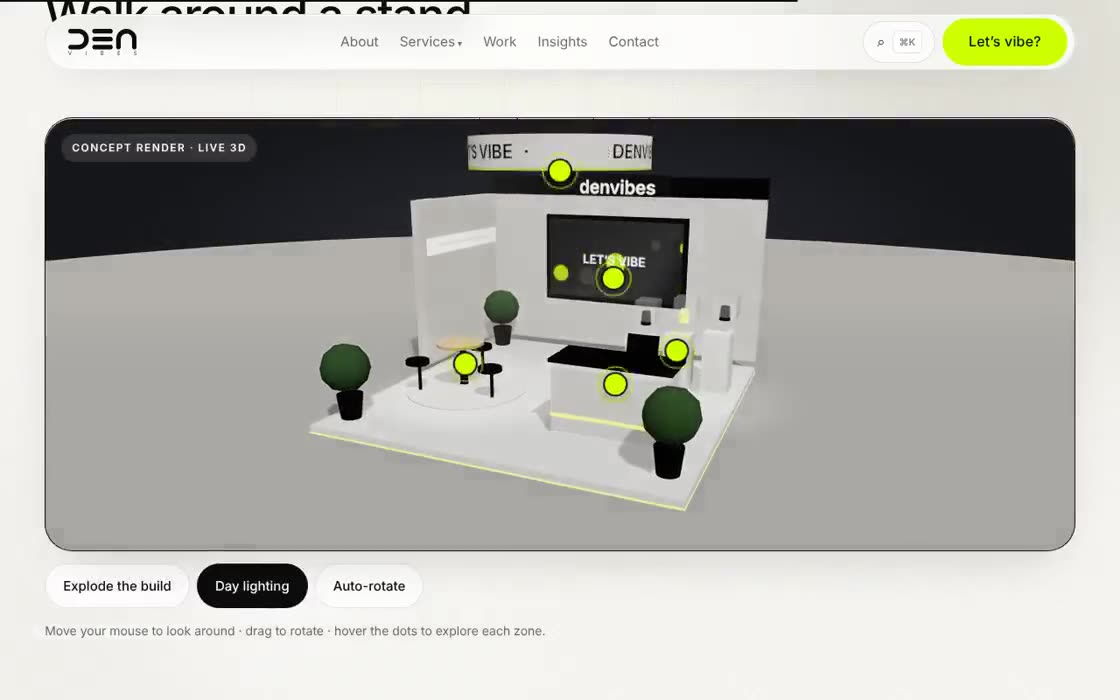 Walk around a stand
DEN
VIBES
About
Services
Work
Insights
Contact
⌘K
Let's vibe?
CONCEPT RENDER · LIVE 3D
'S VIBE · DENVIB
denvibes
LET'S VIBE
Explode the build
Day lighting
Auto-rotate
Move your mouse to look around · drag to rotate · hover the dots to explore each zone.